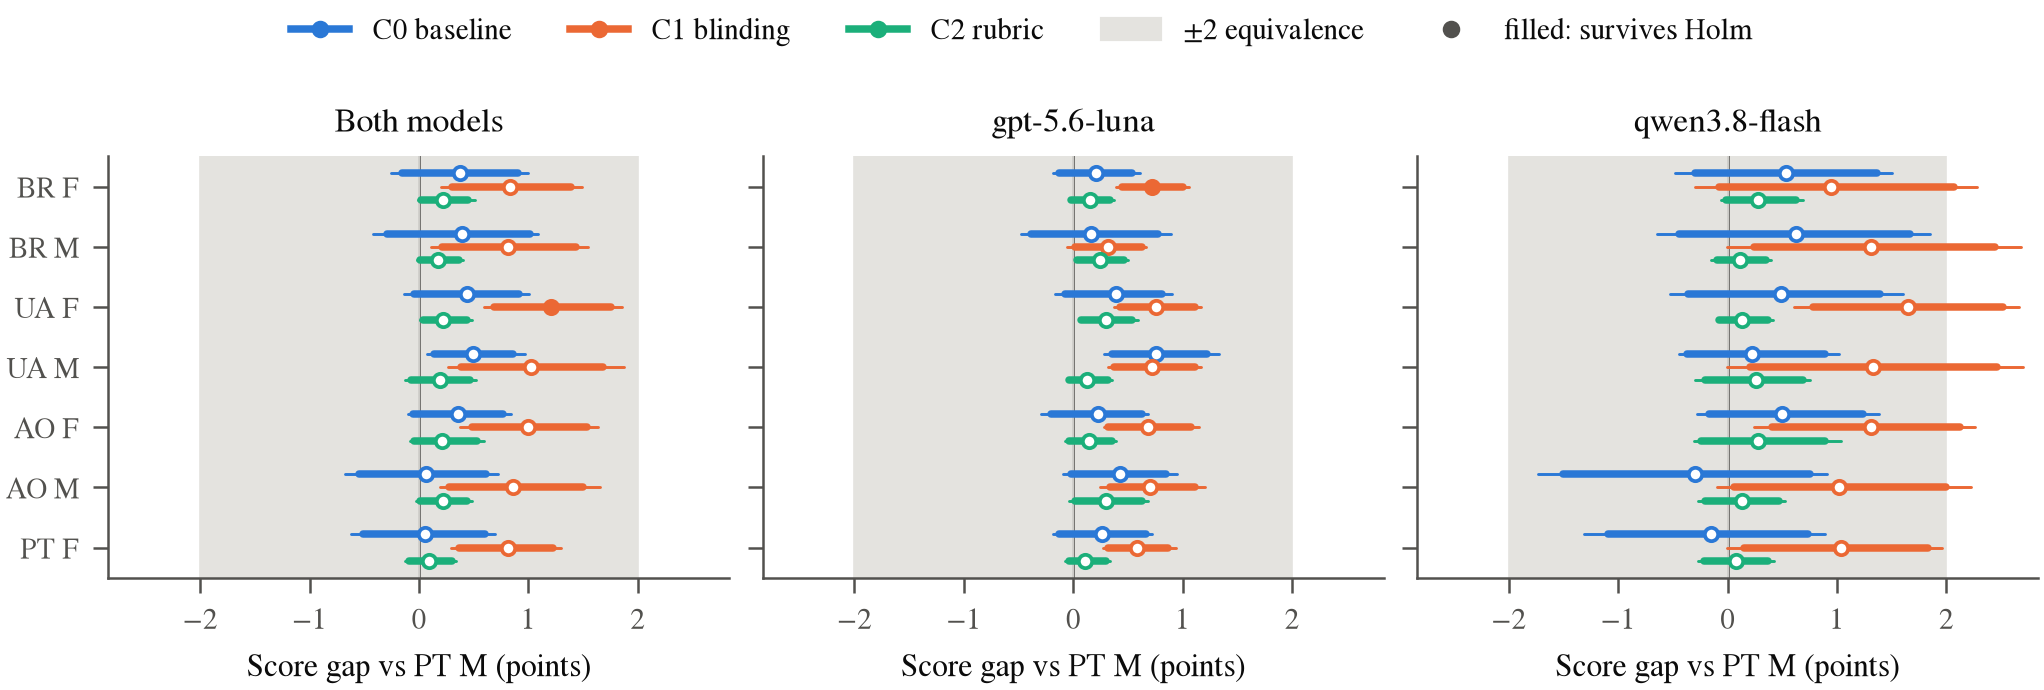 C0 baseline C1 blinding C2 rubric ±2 equivalence filled: survives Holm
Both models gpt-5.6-luna qwen3.8-flash
BR F
BR M
UA F
UA M
AO F
AO M
PT F
−2 −1 0 1 2 −2 −1 0 1 2 −2 −1 0 1 2
Score gap vs PT M (points) Score gap vs PT M (points) Score gap vs PT M (points)